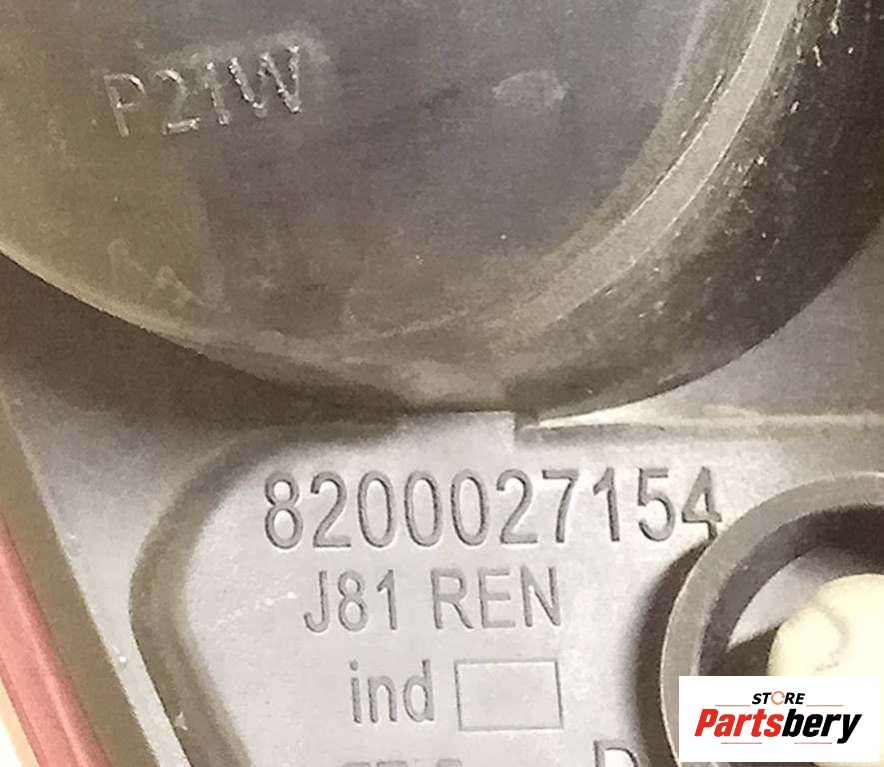 P21W
8200027154
J81 REN
ind
D
STORE
Partsbery